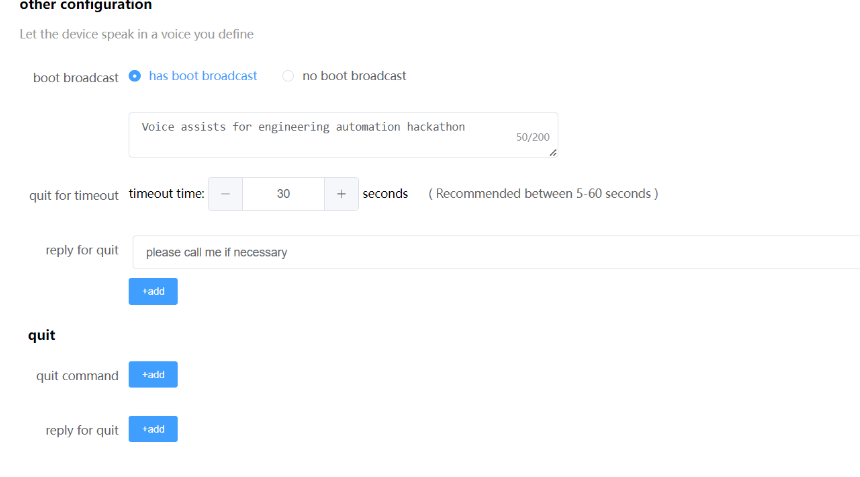 other configuration
Let the device speak in a voice you define
boot broadcast has boot broadcast no boot broadcast
Voice assists for engineering automation hackathon
50/200
quit for timeout timeout time: − 30 + seconds ( Recommended between 5-60 seconds )
reply for quit please call me if necessary
+add
quit
quit command +add
reply for quit +add